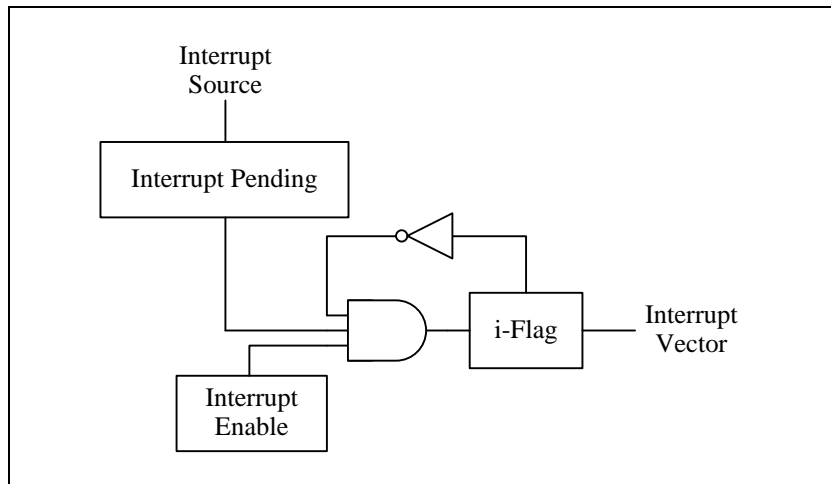 Interrupt
Source
Interrupt Pending
i-Flag
Interrupt
Vector
Interrupt
Enable